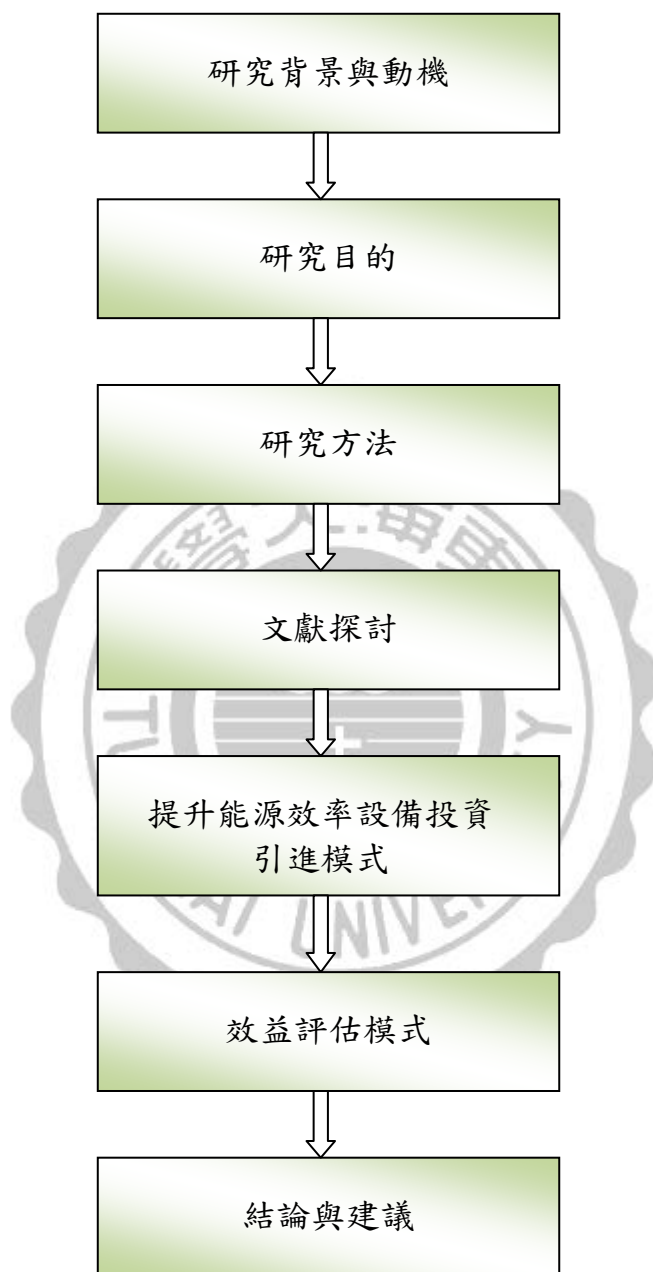 研究背景與動機
研究目的
研究方法
文獻探討
提升能源效率設備投資
引進模式
效益評估模式
結論與建議